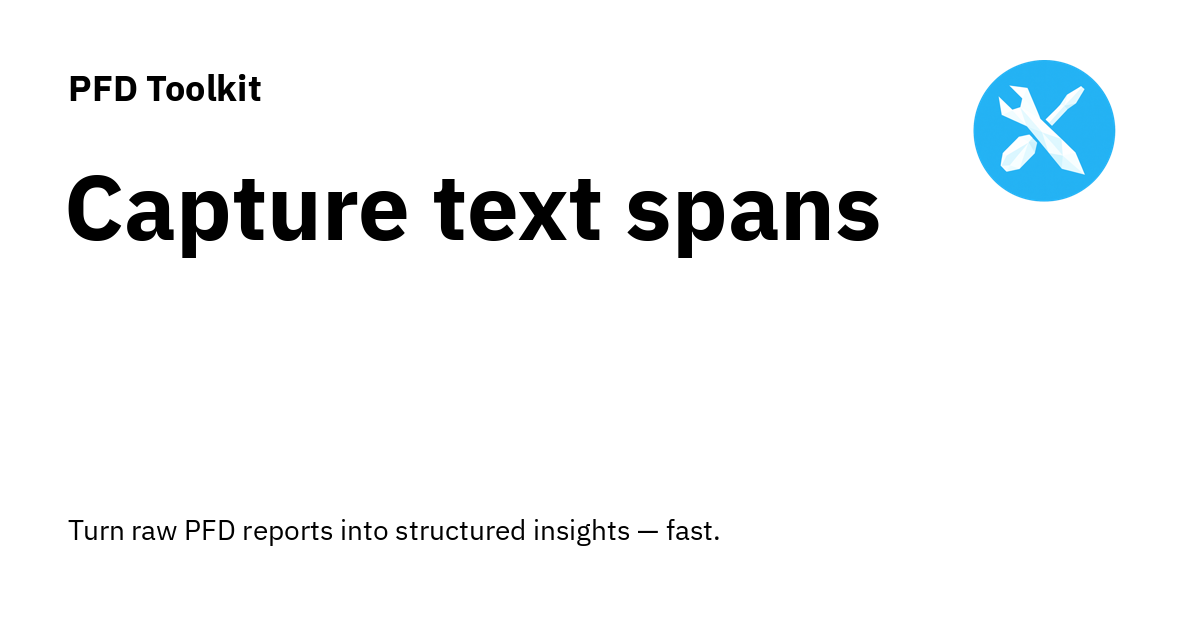 PFD Toolkit
Capture text spans
Turn raw PFD reports into structured insights — fast.